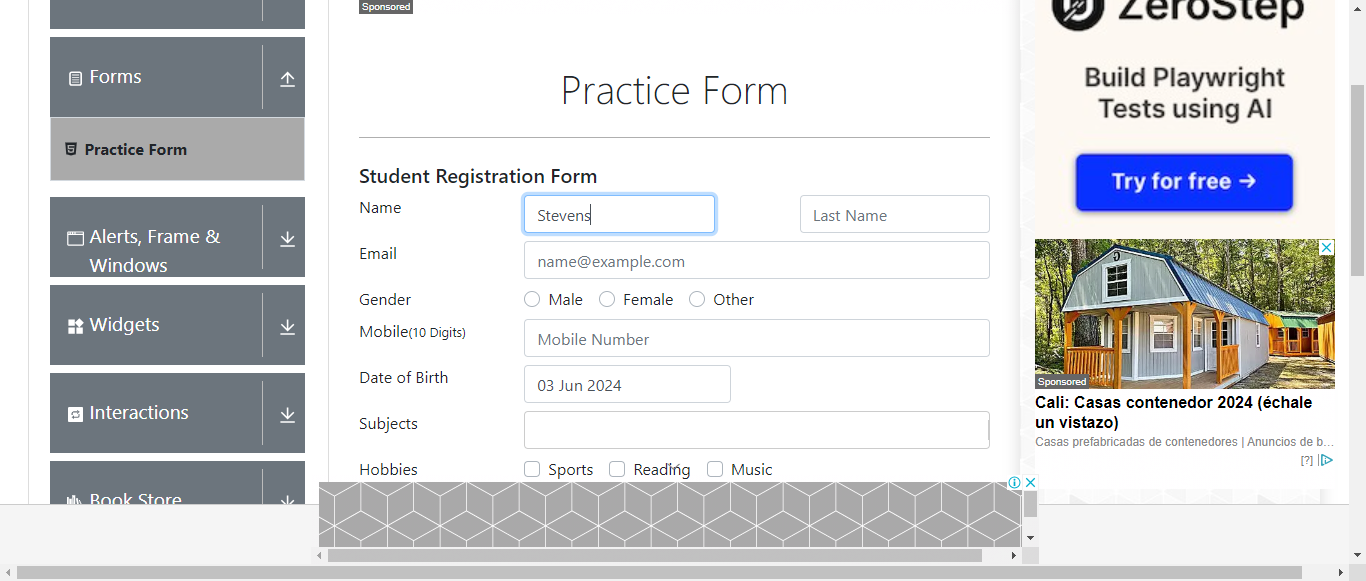 Sponsored
ZeroStep
Forms
Practice Form
Build Playwright
Tests using AI
Practice Form
Try for free →
Student Registration Form
Name
Stevens
Last Name
Alerts, Frame &
Windows
Email
name@example.com
Gender
Male
Female
Other
Widgets
Mobile(10 Digits)
Mobile Number
Date of Birth
03 Jun 2024
Sponsored
Interactions
Cali: Casas contenedor 2024 (échale
un vistazo)
Subjects
Casas prefabricadas de contenedores | Anuncios de b...
[?]
Hobbies
Sports
Reading
Music
Book Store